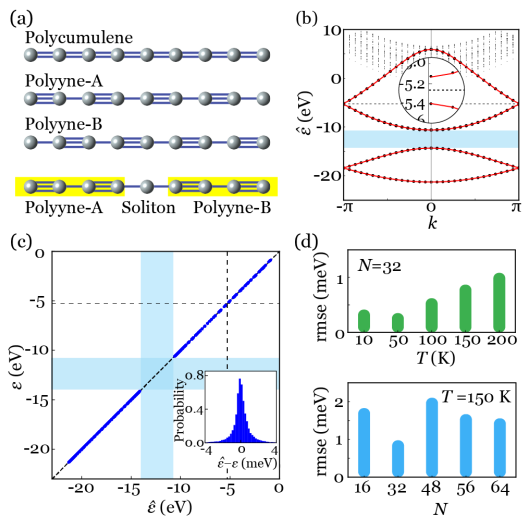 (a)
Polycumulene
Polyyne-A
Polyyne-B
Polyyne-A Soliton Polyyne-B
(b)
10
0
-10
-20
ε̂ (eV)
5.0
5.2
5.4
-π 0 π
k
(c)
0
-5
-10
-15
-20
ε (eV)
-20 -15 -10 -5 0
ε̂ (eV)
Probability
0.8
0.4
0.0
-4 0 4
ε̂-ε (meV)
(d)
N=32
rmse (meV)
1
0
10 50 100 150 200
T (K)
T =150 K
rmse (meV)
2
1
0
16 32 48 56 64
N